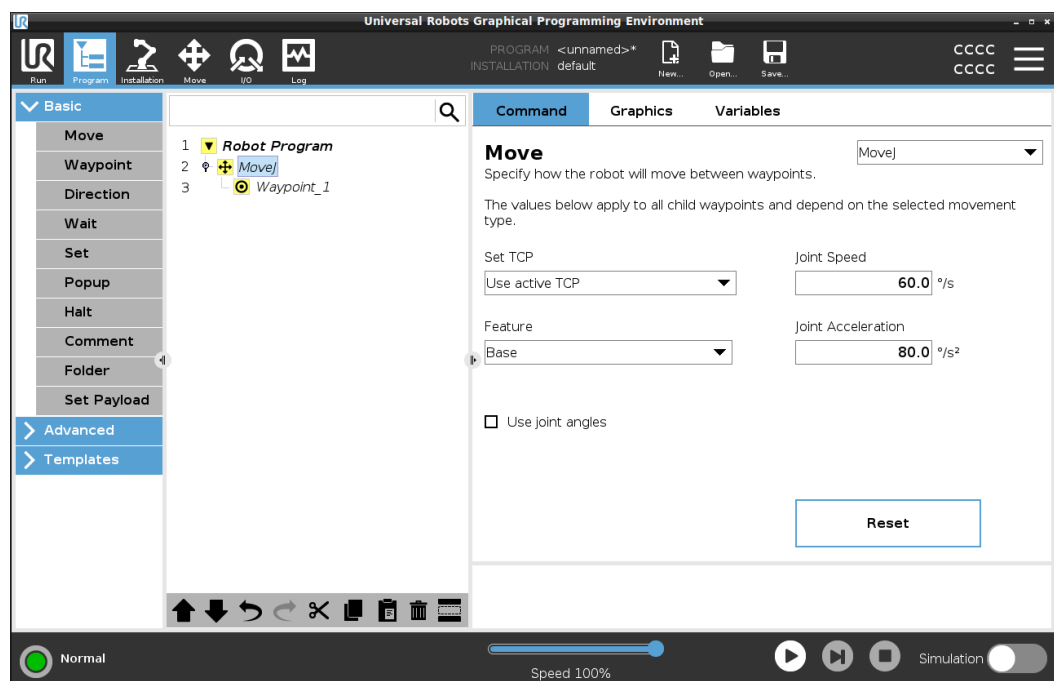 UR
Universal Robots Graphical Programming Environment
UR
PROGRAM <unnamed>*
INSTALLATION default
CCCC
CCCC
Run Program Installation Move I/O Log New... Open... Save...
Basic
Move
Waypoint
Direction
Wait
Set
Popup
Halt
Comment
Folder
Set Payload
Advanced
Templates
1 Robot Program
2 MoveJ
3 Waypoint_1
Command Graphics Variables
Move
MoveJ
Specify how the robot will move between waypoints.
The values below apply to all child waypoints and depend on the selected movement
type.
Set TCP
Use active TCP
Joint Speed
60.0 °/s
Feature
Base
Joint Acceleration
80.0 °/s²
Use joint angles
Reset
Normal
Speed 100%
Simulation